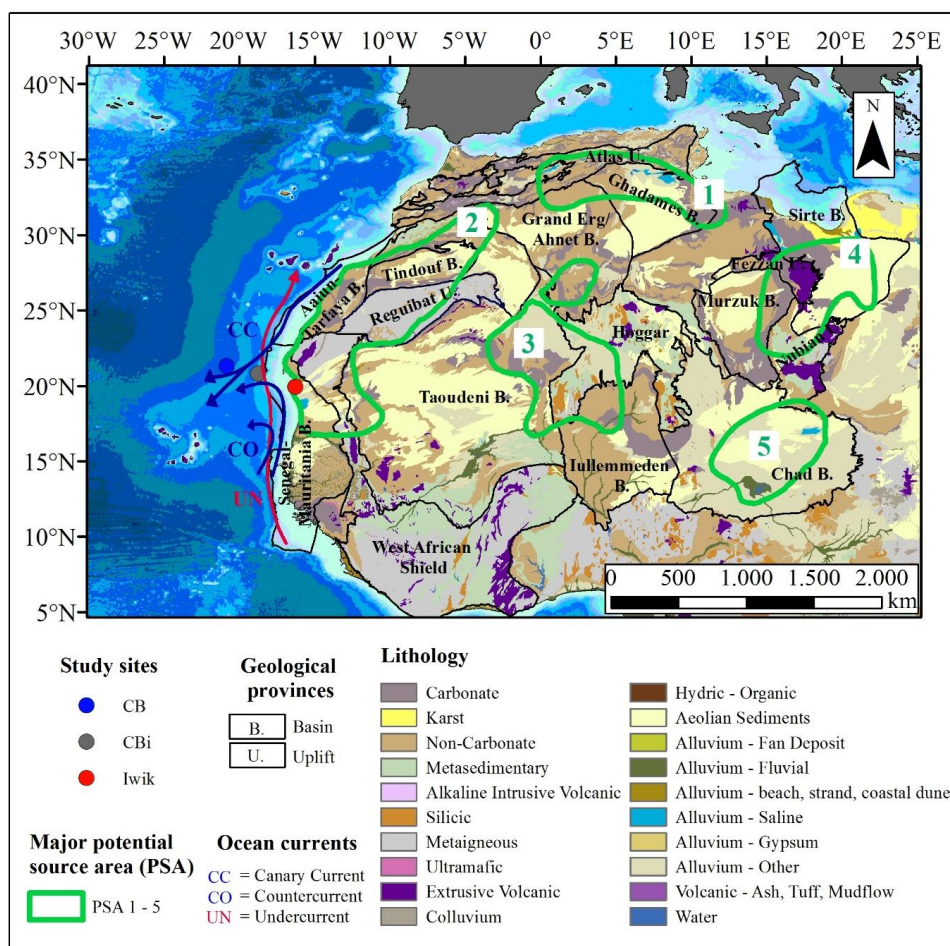 30°W 25°W 20°W 15°W 10°W 5°W 0° 5°E 10°E 15°E 20°E 25°E
40°N
35°N
30°N
25°N
20°N
15°N
10°N
5°N
N
Atlas U.
1
Ghadames B.
Sirte B.
2
Grand Erg/
Ahnet B.
4
Tindouf B.
Aaiun
Tarfaya B.
Reguibat U.
Murzuk B.
CC
Hoggar
3
Taoudeni B.
CO
Senegal-
Mauritania B.
5
Iullemmeden
B.
Chad B.
UN
West African
Shield
0 500 1.000 1.500 2.000
km
Study sites
CB
CBi
Iwik
Major potential
source area (PSA)
PSA 1 - 5
Geological
provinces
B. Basin
U. Uplift
Ocean currents
CC = Canary Current
CO = Countercurrent
UN = Undercurrent
Lithology
Carbonate
Karst
Non-Carbonate
Metasedimentary
Alkaline Intrusive Volcanic
Silicic
Metaigneous
Ultramafic
Extrusive Volcanic
Colluvium
Hydric - Organic
Aeolian Sediments
Alluvium - Fan Deposit
Alluvium - Fluvial
Alluvium - beach, strand, coastal dune
Alluvium - Saline
Alluvium - Gypsum
Alluvium - Other
Volcanic - Ash, Tuff, Mudflow
Water